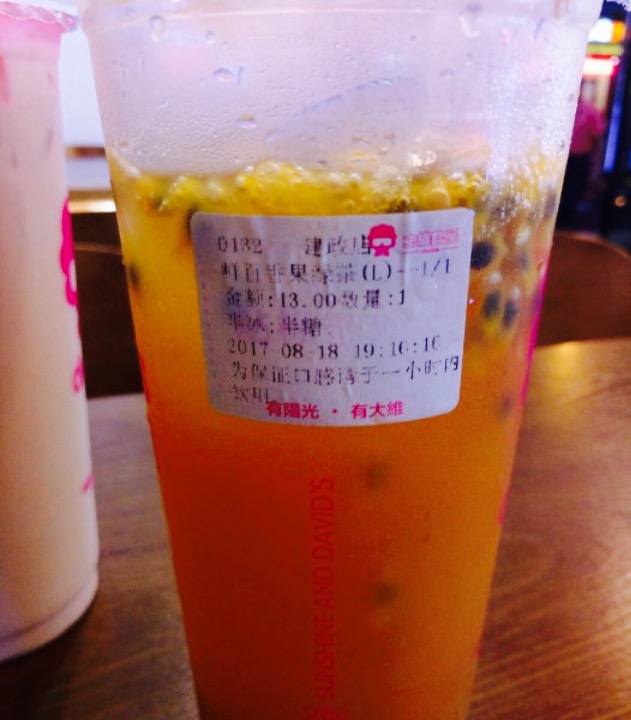 0132 建政店
鲜百香果绿茶(L)--1/1
金额:13.00数量:1
半冰;半糖
2017-08-18 19:16:16
为保证口感请于一小时内
饮用
有陽光·有大維
SUNSHINE AND DAVID'S